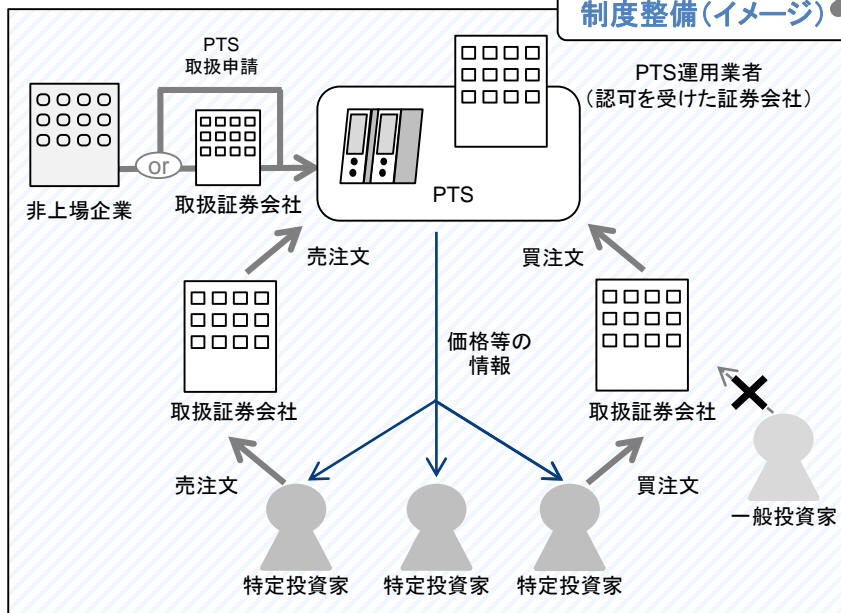 制度整備（イメージ）
PTS
取扱申請
PTS運用業者
（認可を受けた証券会社）
or
PTS
非上場企業
取扱証券会社
売注文
買注文
価格等の
情報
取扱証券会社
取扱証券会社
売注文
買注文
一般投資家
特定投資家
特定投資家
特定投資家